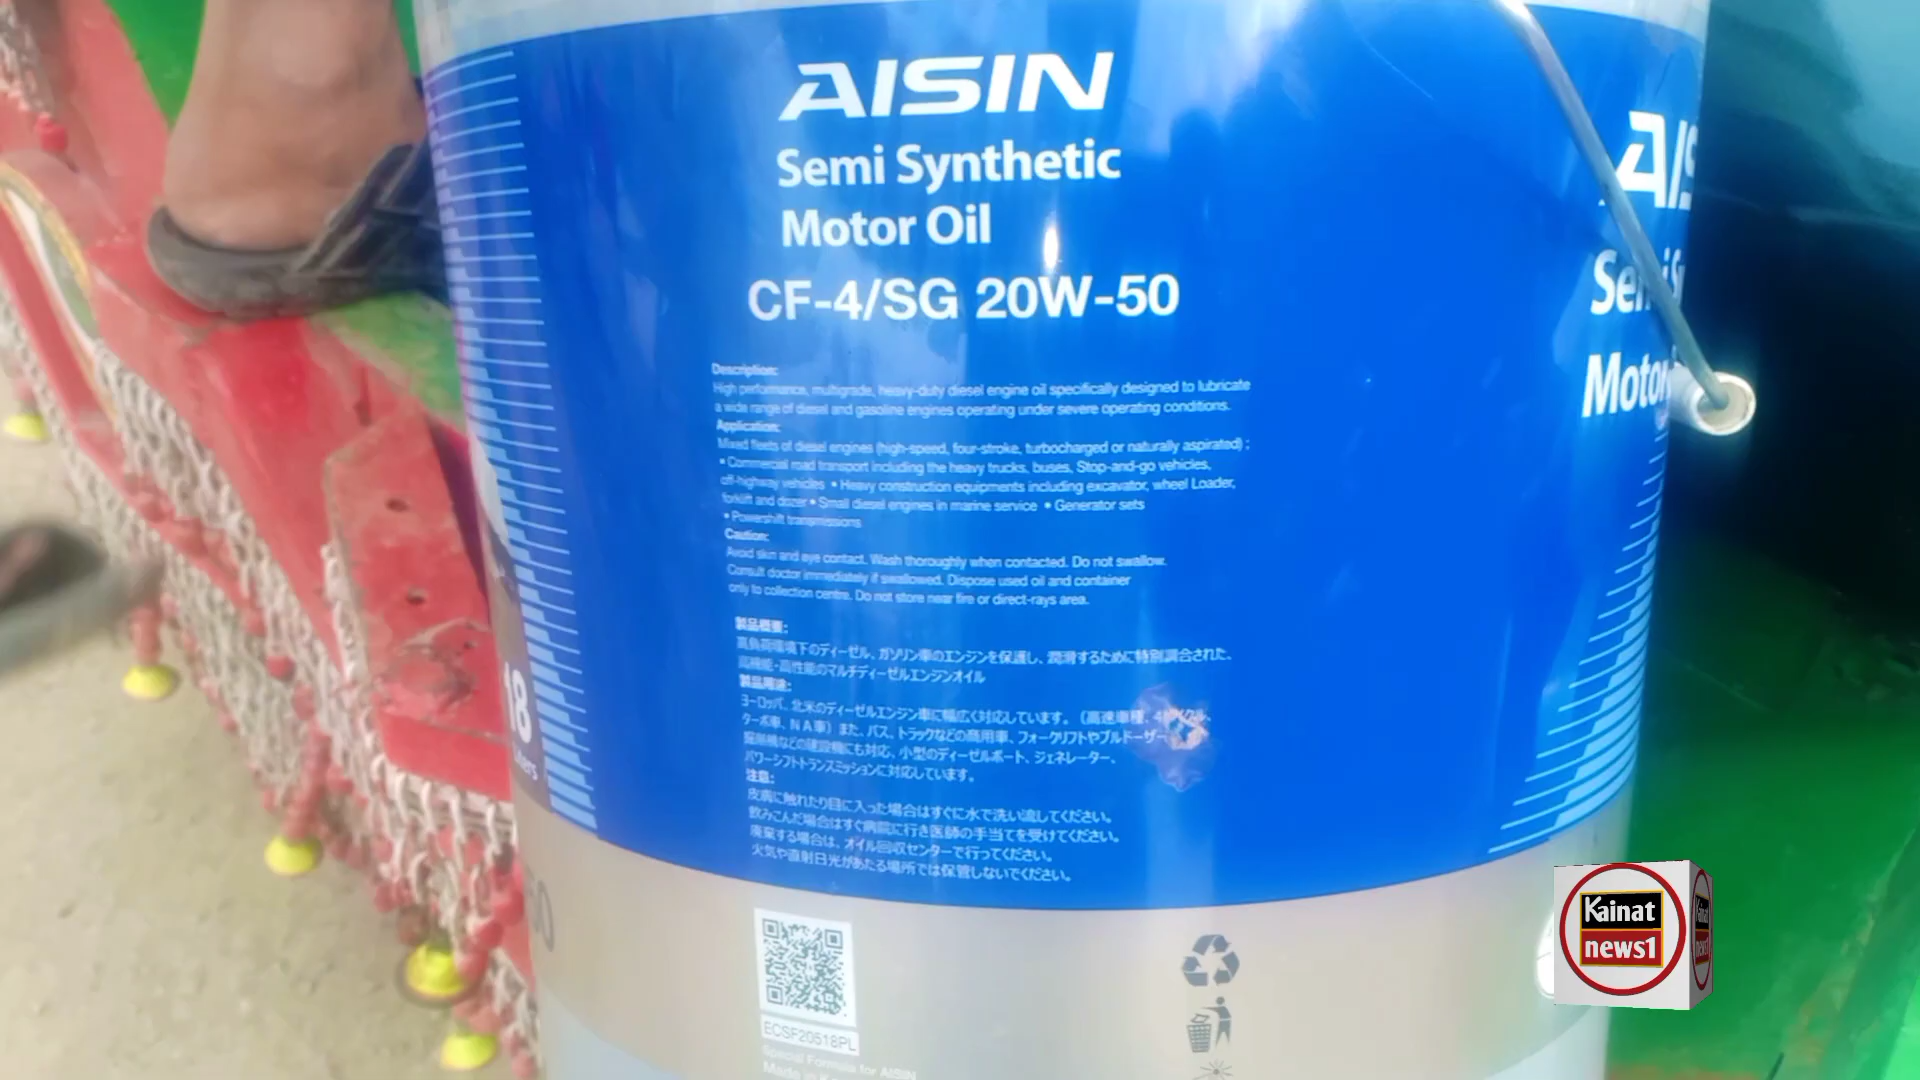 AISIN
Semi Synthetic
Motor Oil
CF-4/SG 20W-50
Description:
High performance, multigrade, heavy-duty diesel engine oil specifically designed to lubricate
a wide range of diesel and gasoline engines operating under severe operating conditions.
Application:
Mixed fleets of diesel engines (high-speed, four-stroke, turbocharged or naturally aspirated) :
• Commercial road transport including the heavy trucks, buses, Stop-and-go vehicles,
off-highway vehicles • Heavy construction equipments including excavator, wheel Loader,
forklift and dozer • Small diesel engines in marine service • Generator sets
• Powershift transmissions
Caution:
Avoid skin and eye contact. Wash thoroughly when contacted. Do not swallow.
Consult doctor immediately if swallowed. Dispose used oil and container
only to collection centre. Do not store near fire or direct-rays area.
製品概要:
高負荷環境下のディーゼル、ガソリン車のエンジンを保護し、潤滑するために特別調合された、
高機能・高性能のマルチディーゼルエンジンオイル
製品用途:
ヨーロッパ、北米のディーゼルエンジン車に幅広く対応しています。(高速車種、
ターボ車、NA車) また、バス、トラックなどの商用車、フォークリフトやブルドーザー
掘削機などの建設機にも対応、小型のディーゼルボート、ジェネレーター、
パワーシフトトランスミッションに対応しています。
注意:
皮膚に触れたり目に入った場合はすぐに水で洗い流してください。
飲みこんだ場合はすぐ病院に行き医師の手当てを受けてください。
廃棄する場合は、オイル回収センターで行ってください。
火気や直射日光があたる場所では保管しないでください。
ECSF20518PL
Special Formula for AISIN
Made in
18
AIS
Semi
Motor
Kainat
news1